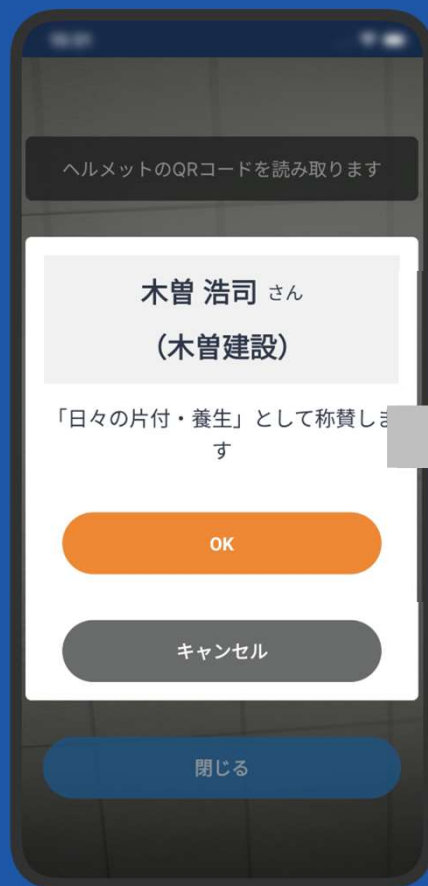 ヘルメットのQRコードを読み取ります
木曽 浩司 さん
（木曽建設）
「日々の片付・養生」として称賛しま
す
OK
キャンセル
閉じる